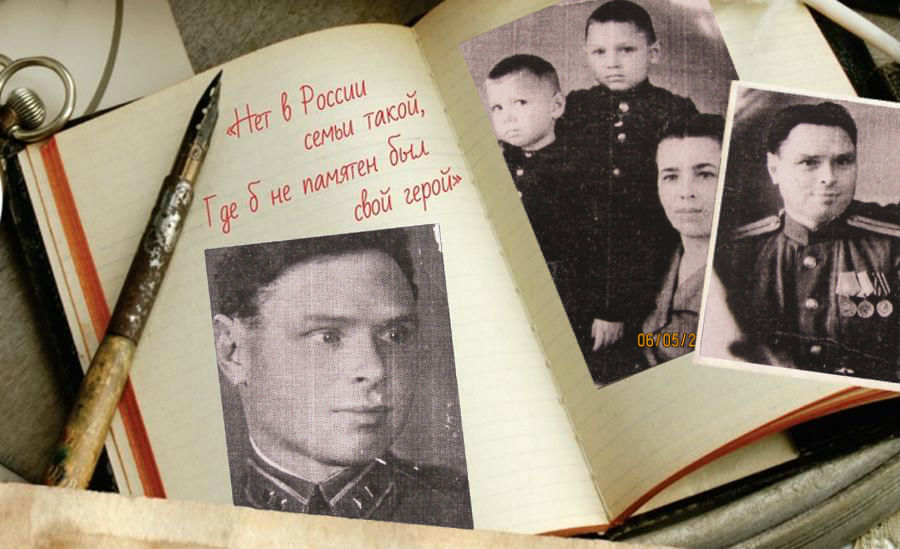 «Нет в России
семьи такой,
Где б не памятен был
свой герой»
06/05/2